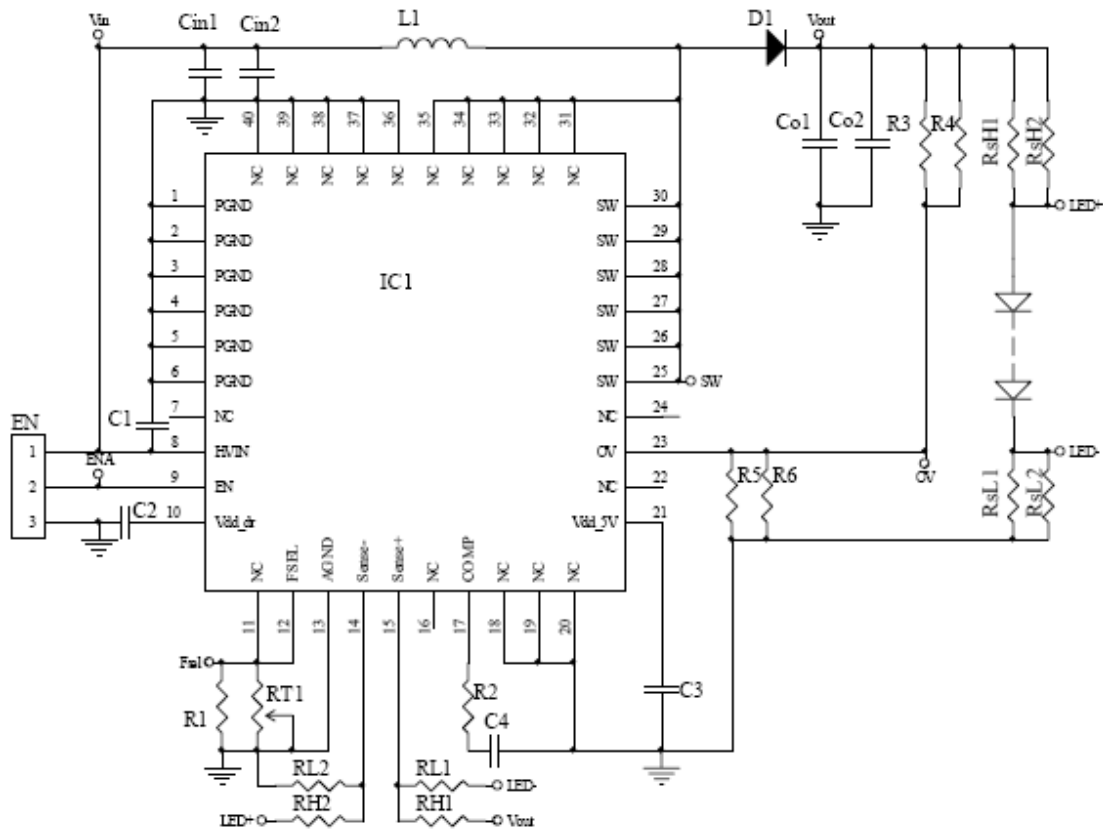 Vin
Cin1 Cin2 L1 D1 Vout
40 39 38 37 36 35 34 33 32 31
NC NC NC NC NC NC NC NC NC NC
Co1 Co2 R3 R4 RsH1 RsH2
LED+
1 PGND SW 30
2 PGND SW 29
3 PGND SW 28
IC1
4 PGND SW 27
5 PGND SW 26
6 PGND SW 25 SW
C1 7 NC NC 24
EN
1 8 HVIN OV 23 LED-
ENA
2 9 EN NC 22
R5 R6 OV RsL1 RsL2
3 C2 10 Vdd_dr Vdd_5V 21
NC FSEL AGND Sense- Sense+ NC COMP NC NC NC
11 12 13 14 15 16 17 18 19 20
Fsel
R1 RT1 R2 C4 C3
RL2 RL1 LED-
LED+ RH2 RH1 Vout